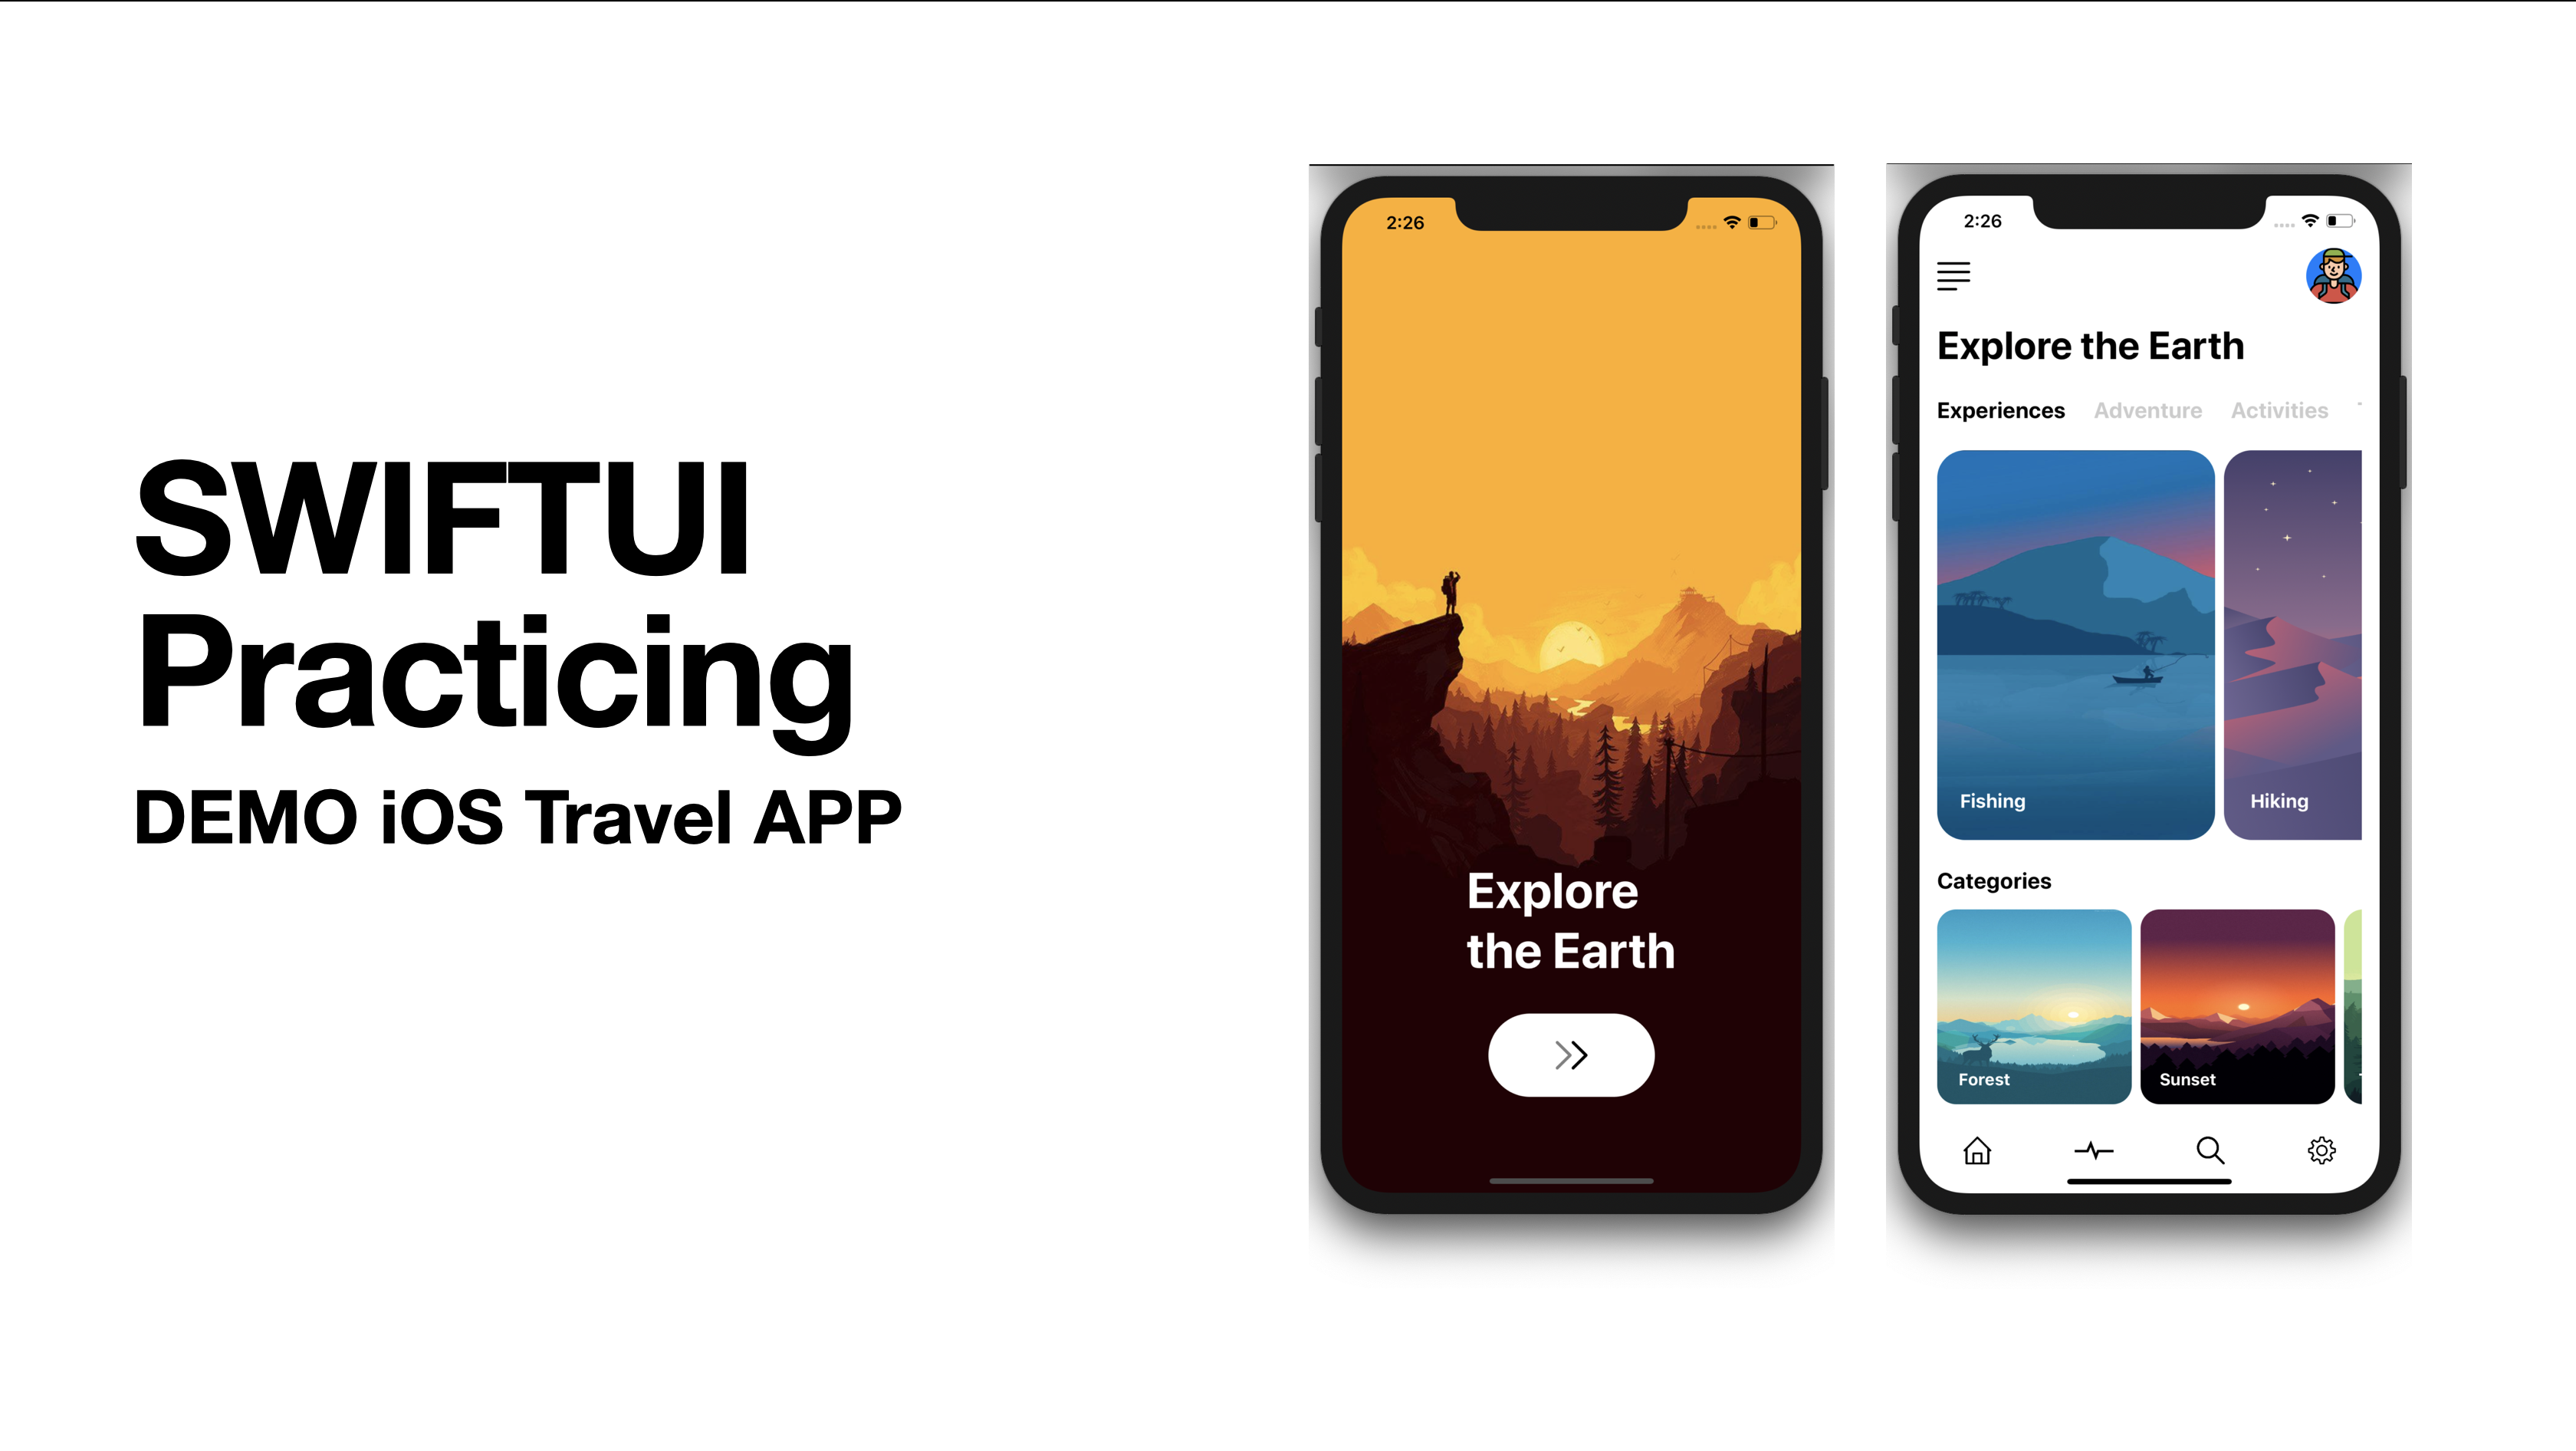 SWIFTUI
Practicing
DEMO iOS Travel APP
2:26
Explore
the Earth
2:26
Explore the Earth
Experiences Adventure Activities
Fishing Hiking
Categories
Forest Sunset